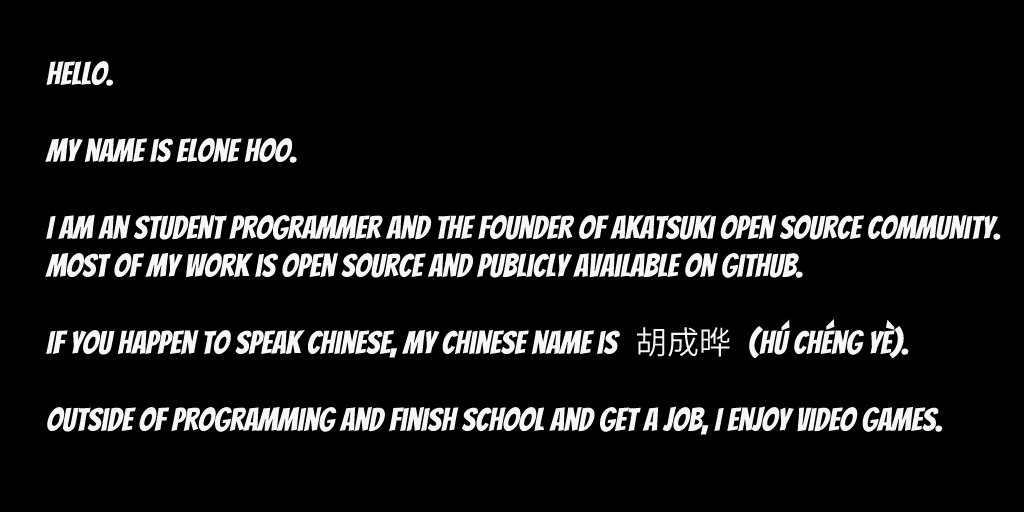 HELLO.
MY NAME IS ELONE HOO.
I AM AN STUDENT PROGRAMMER AND THE FOUNDER OF AKATSUKI OPEN SOURCE COMMUNITY.
MOST OF MY WORK IS OPEN SOURCE AND PUBLICLY AVAILABLE ON GITHUB.
IF YOU HAPPEN TO SPEAK CHINESE, MY CHINESE NAME IS 胡成晔 (HÚ CHÉNG YÈ).
OUTSIDE OF PROGRAMMING AND FINISH SCHOOL AND GET A JOB, I ENJOY VIDEO GAMES.